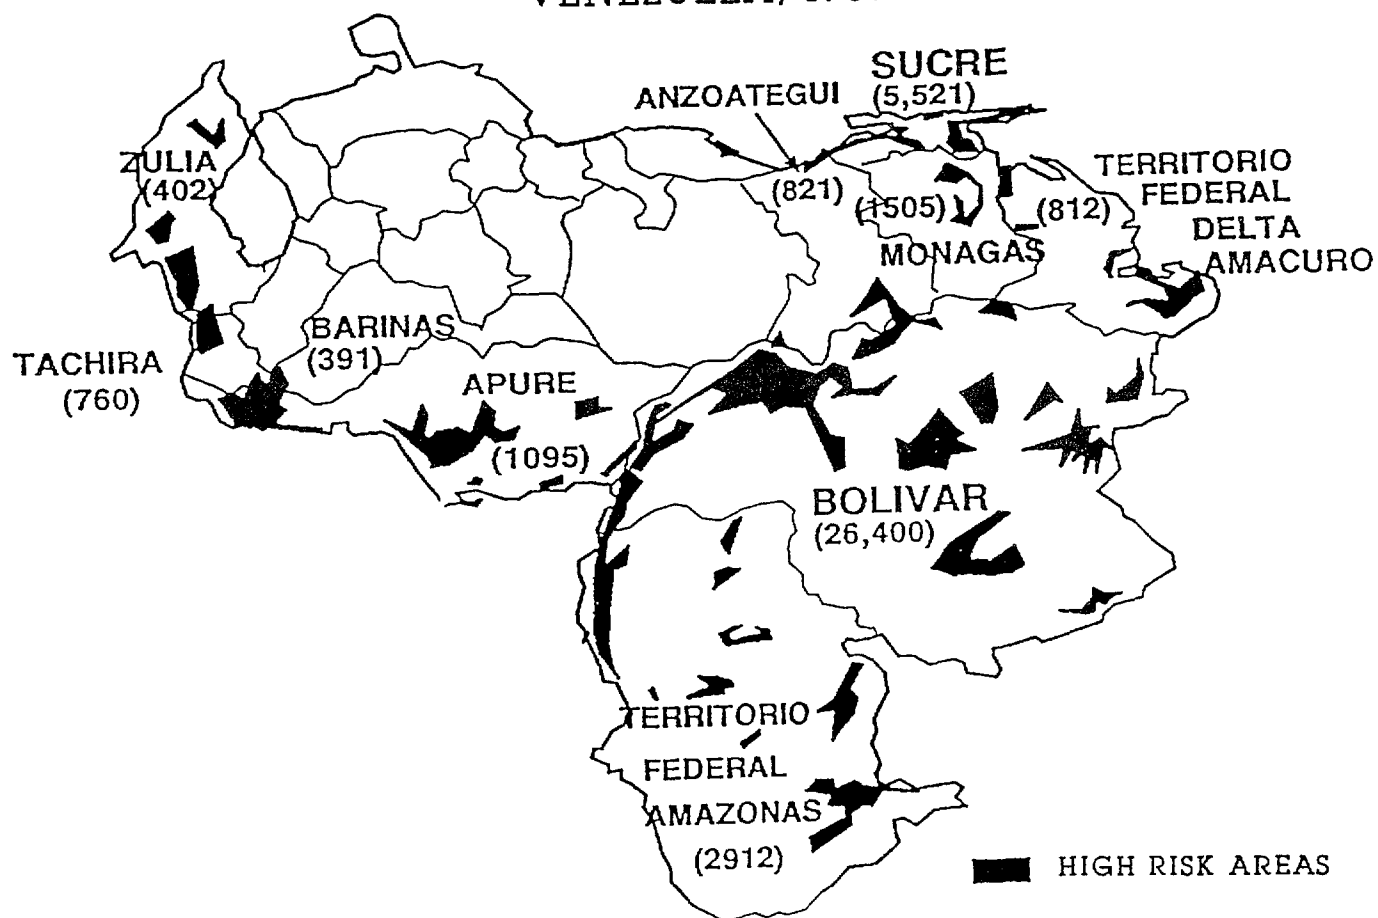 SUCRE
(5,521)
ANZOATEGUI
(821)
ZULIA
(402)
(1505)
MONAGAS
(812)
TERRITORIO
FEDERAL
DELTA
AMACURO
BARINAS
(391)
TACHIRA
(760)
APURE
(1095)
BOLIVAR
(26,400)
TERRITORIO
FEDERAL
AMAZONAS
(2912)
HIGH RISK AREAS